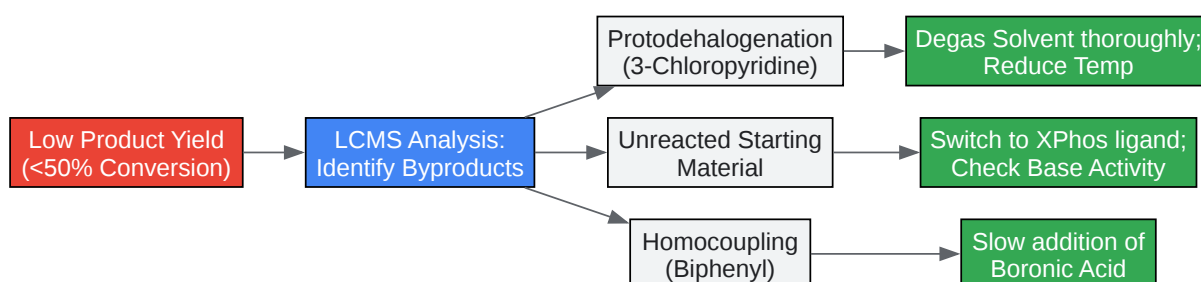 Low Product Yield
(<50% Conversion)
LCMS Analysis:
Identify Byproducts
Protodehalogenation
(3-Chloropyridine)
Degas Solvent thoroughly;
Reduce Temp
Unreacted Starting
Material
Switch to XPhos ligand;
Check Base Activity
Homocoupling
(Biphenyl)
Slow addition of
Boronic Acid